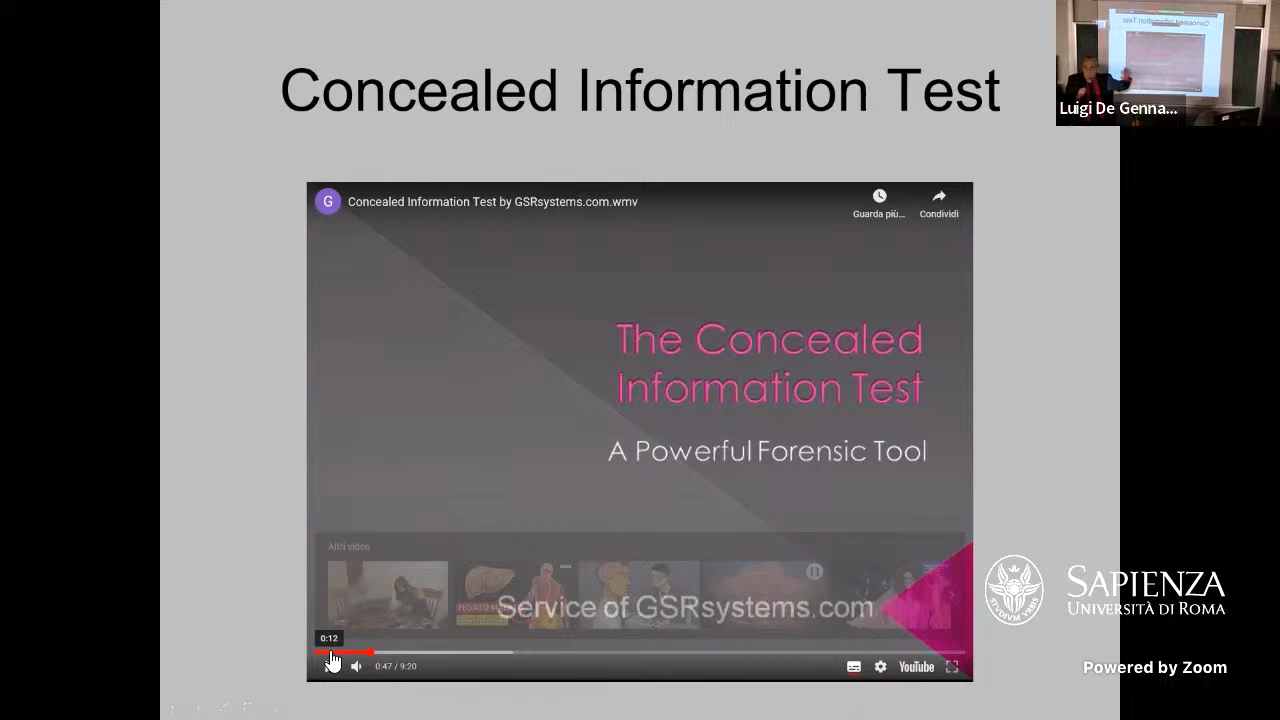 Concealed Information Test
Luigi De Genna...
G
Concealed Information Test by GSRsystems.com.wmv
Guarda più...
Condividi
The Concealed
Information Test
A Powerful Forensic Tool
Altri video
Service of GSRsystems.com
0:12
0:47 / 9:20
YouTube
SAPIENZA
UNIVERSITÀ DI ROMA
STUDIUM URBIS
Powered by Zoom